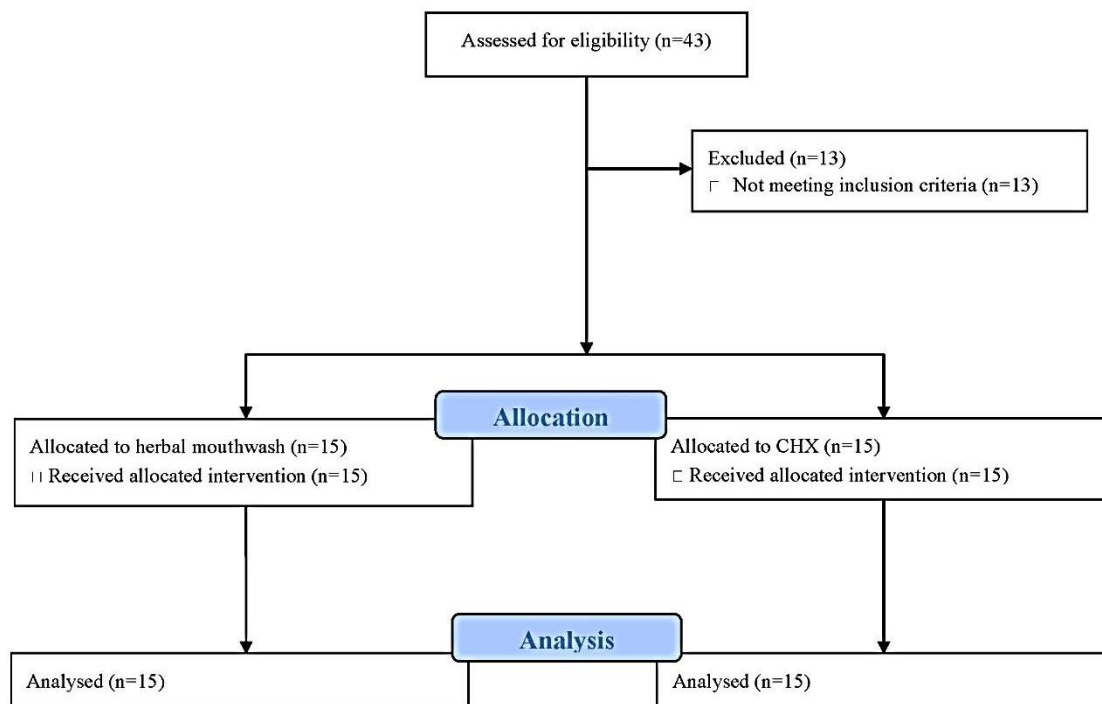 Assessed for eligibility (n=43)
Excluded (n=13)
Not meeting inclusion criteria (n=13)
Allocation
Allocated to herbal mouthwash (n=15)
Received allocated intervention (n=15)
Allocated to CHX (n=15)
Received allocated intervention (n=15)
Analysis
Analysed (n=15)
Analysed (n=15)